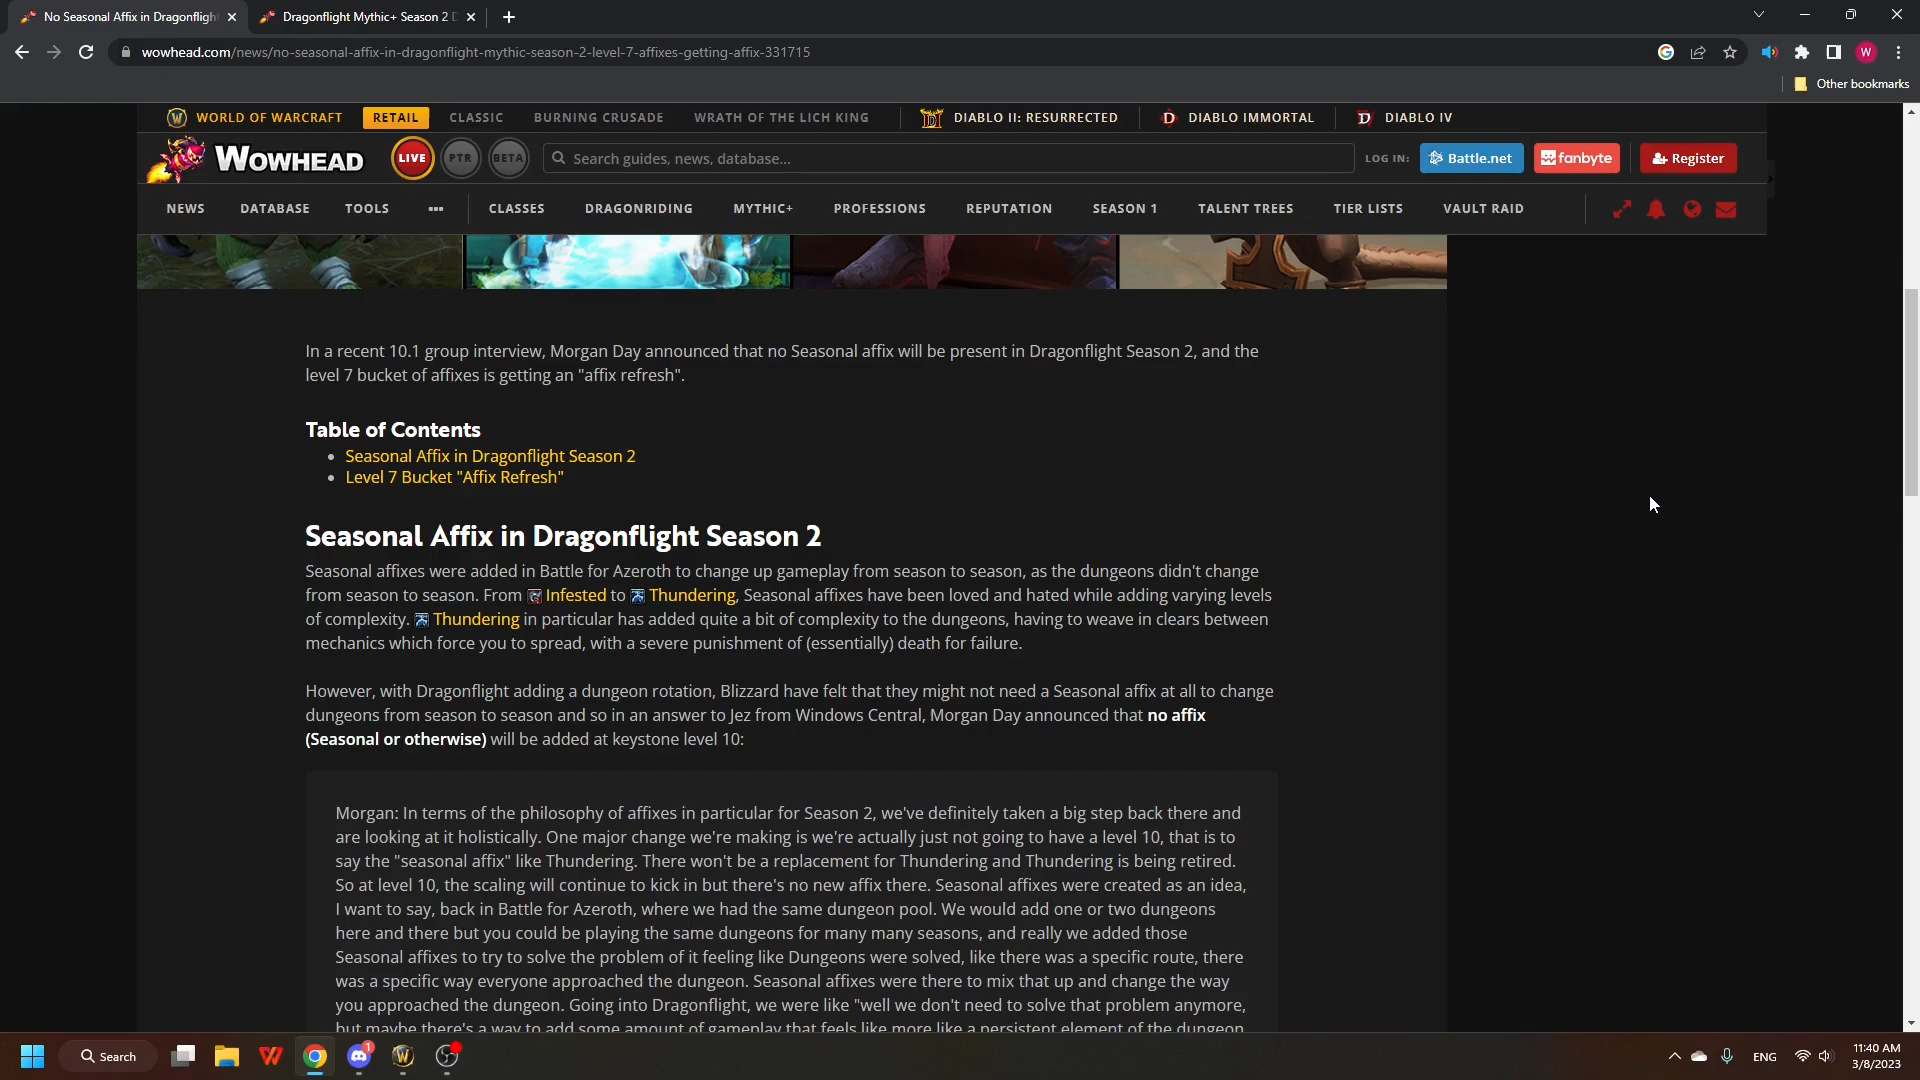 No Seasonal Affix in Dragonflight
Dragonflight Mythic+ Season 2 D
wowhead.com/news/no-seasonal-affix-in-dragonflight-mythic-season-2-level-7-affixes-getting-affix-331715
W
Other bookmarks
WORLD OF WARCRAFT RETAIL CLASSIC BURNING CRUSADE WRATH OF THE LICH KING DIABLO II: RESURRECTED DIABLO IMMORTAL DIABLO IV
WOWHEAD LIVE PTR BETA Search guides, news, database... LOG IN: Battle.net fanbyte Register
NEWS DATABASE TOOLS ••• CLASSES DRAGONRIDING MYTHIC+ PROFESSIONS REPUTATION SEASON 1 TALENT TREES TIER LISTS VAULT RAID
In a recent 10.1 group interview, Morgan Day announced that no Seasonal affix will be present in Dragonflight Season 2, and the
level 7 bucket of affixes is getting an "affix refresh".
Table of Contents
• Seasonal Affix in Dragonflight Season 2
• Level 7 Bucket "Affix Refresh"
Seasonal Affix in Dragonflight Season 2
Seasonal affixes were added in Battle for Azeroth to change up gameplay from season to season, as the dungeons didn't change
from season to season. From Infested to Thundering, Seasonal affixes have been loved and hated while adding varying levels
of complexity. Thundering in particular has added quite a bit of complexity to the dungeons, having to weave in clears between
mechanics which force you to spread, with a severe punishment of (essentially) death for failure.
However, with Dragonflight adding a dungeon rotation, Blizzard have felt that they might not need a Seasonal affix at all to change
dungeons from season to season and so in an answer to Jez from Windows Central, Morgan Day announced that no affix
(Seasonal or otherwise) will be added at keystone level 10:
Morgan: In terms of the philosophy of affixes in particular for Season 2, we've definitely taken a big step back there and
are looking at it holistically. One major change we're making is we're actually just not going to have a level 10, that is to
say the "seasonal affix" like Thundering. There won't be a replacement for Thundering and Thundering is being retired.
So at level 10, the scaling will continue to kick in but there's no new affix there. Seasonal affixes were created as an idea,
I want to say, back in Battle for Azeroth, where we had the same dungeon pool. We would add one or two dungeons
here and there but you could be playing the same dungeons for many many seasons, and really we added those
Seasonal affixes to try to solve the problem of it feeling like Dungeons were solved, like there was a specific route, there
was a specific way everyone approached the dungeon. Seasonal affixes were there to mix that up and change the way
you approached the dungeon. Going into Dragonflight, we were like "well we don't need to solve that problem anymore,
but maybe there's a way to add some amount of gameplay that feels like more like a persistent element of the dungeon
Search 1 ENG 11:40 AM
3/8/2023